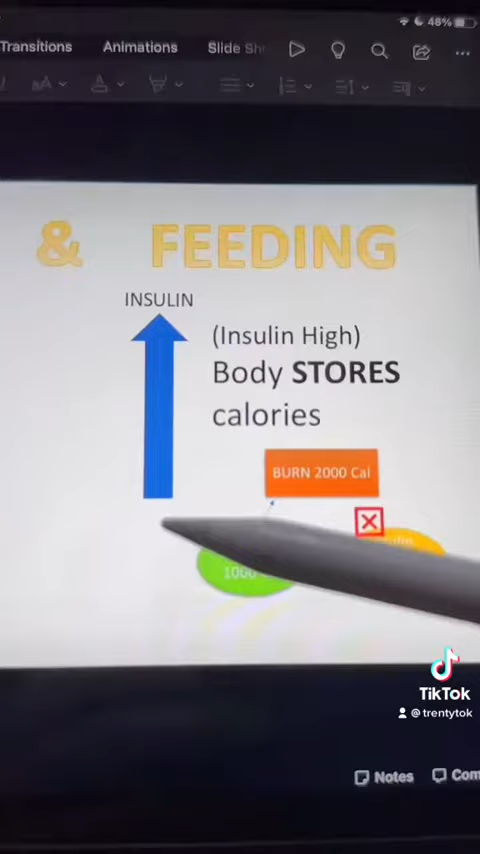 48%
Transitions
Animations
Slide Sh
& FEEDING
INSULIN
(Insulin High)
Body STORES
calories
BURN 2000 Cal
TikTok
@trentytok
Notes
Com